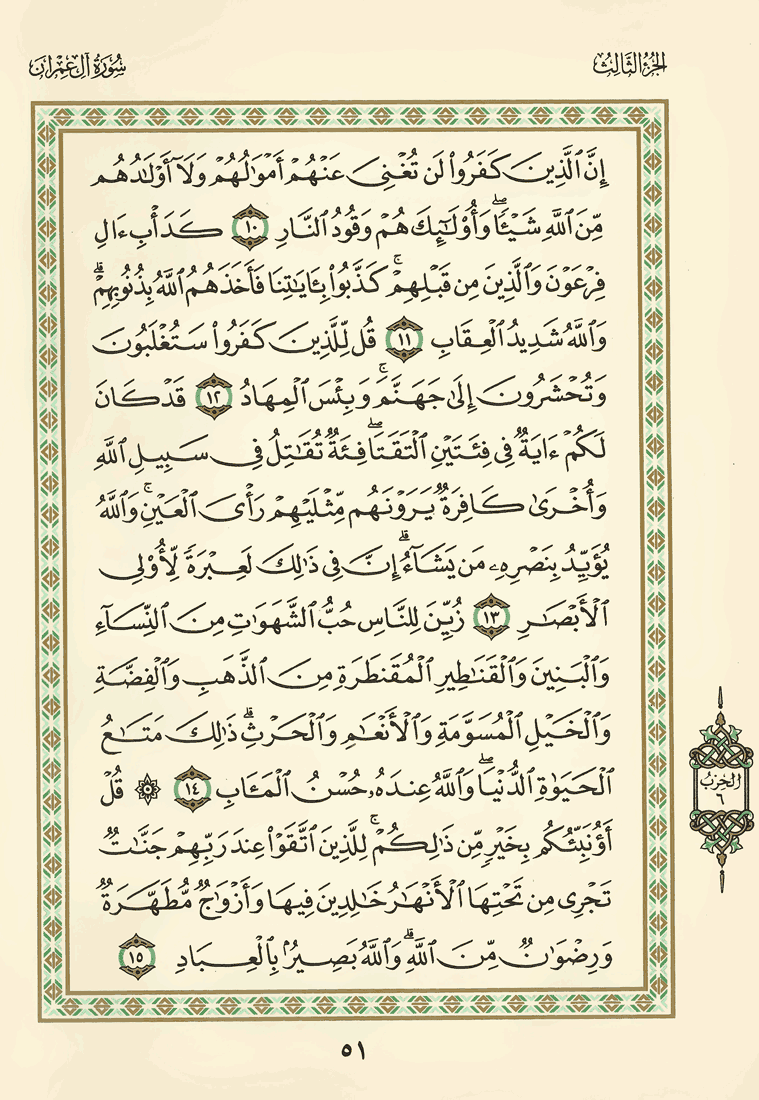 الجزء الثالث
سورة آل عمران
إِنَّ ٱلَّذِينَ كَفَرُوا۟ لَن تُغْنِىَ عَنْهُمْ أَمْوَٰلُهُمْ وَلَآ أَوْلَـٰدُهُم
مِّنَ ٱللَّهِ شَيْـًٔا ۖ وَأُو۟لَـٰٓئِكَ هُمْ وَقُودُ ٱلنَّارِ ١٠ كَدَأْبِ ءَالِ
فِرْعَوْنَ وَٱلَّذِينَ مِن قَبْلِهِمْ ۚ كَذَّبُوا۟ بِـَٔايَـٰتِنَا فَأَخَذَهُمُ ٱللَّهُ بِذُنُوبِهِمْ ۗ
وَٱللَّهُ شَدِيدُ ٱلْعِقَابِ ١١ قُل لِّلَّذِينَ كَفَرُوا۟ سَتُغْلَبُونَ
وَتُحْشَرُونَ إِلَىٰ جَهَنَّمَ ۚ وَبِئْسَ ٱلْمِهَادُ ١٢ قَدْ كَانَ
لَكُمْ ءَايَةٌ فِى فِئَتَيْنِ ٱلْتَقَتَا ۖ فِئَةٌ تُقَـٰتِلُ فِى سَبِيلِ ٱللَّهِ
وَأُخْرَىٰ كَافِرَةٌ يَرَوْنَهُم مِّثْلَيْهِمْ رَأْىَ ٱلْعَيْنِ ۚ وَٱللَّهُ
يُؤَيِّدُ بِنَصْرِهِۦ مَن يَشَآءُ ۗ إِنَّ فِى ذَٰلِكَ لَعِبْرَةً لِّأُو۟لِى
ٱلْأَبْصَـٰرِ ١٣ زُيِّنَ لِلنَّاسِ حُبُّ ٱلشَّهَوَٰتِ مِنَ ٱلنِّسَآءِ
وَٱلْبَنِينَ وَٱلْقَنَـٰطِيرِ ٱلْمُقَنطَرَةِ مِنَ ٱلذَّهَبِ وَٱلْفِضَّةِ
وَٱلْخَيْلِ ٱلْمُسَوَّمَةِ وَٱلْأَنْعَـٰمِ وَٱلْحَرْثِ ۗ ذَٰلِكَ مَتَـٰعُ
ٱلْحَيَوٰةِ ٱلدُّنْيَا ۖ وَٱللَّهُ عِندَهُۥ حُسْنُ ٱلْمَـَٔابِ ١٤ ۞ قُلْ
أَؤُنَبِّئُكُم بِخَيْرٍ مِّن ذَٰلِكُمْ ۚ لِلَّذِينَ ٱتَّقَوْا۟ عِندَ رَبِّهِمْ جَنَّـٰتٌ
تَجْرِى مِن تَحْتِهَا ٱلْأَنْهَـٰرُ خَـٰلِدِينَ فِيهَا وَأَزْوَٰجٌ مُّطَهَّرَةٌ
وَرِضْوَٰنٌ مِّنَ ٱللَّهِ ۗ وَٱللَّهُ بَصِيرٌۢ بِٱلْعِبَادِ ١٥
الحزب
٦
٥١